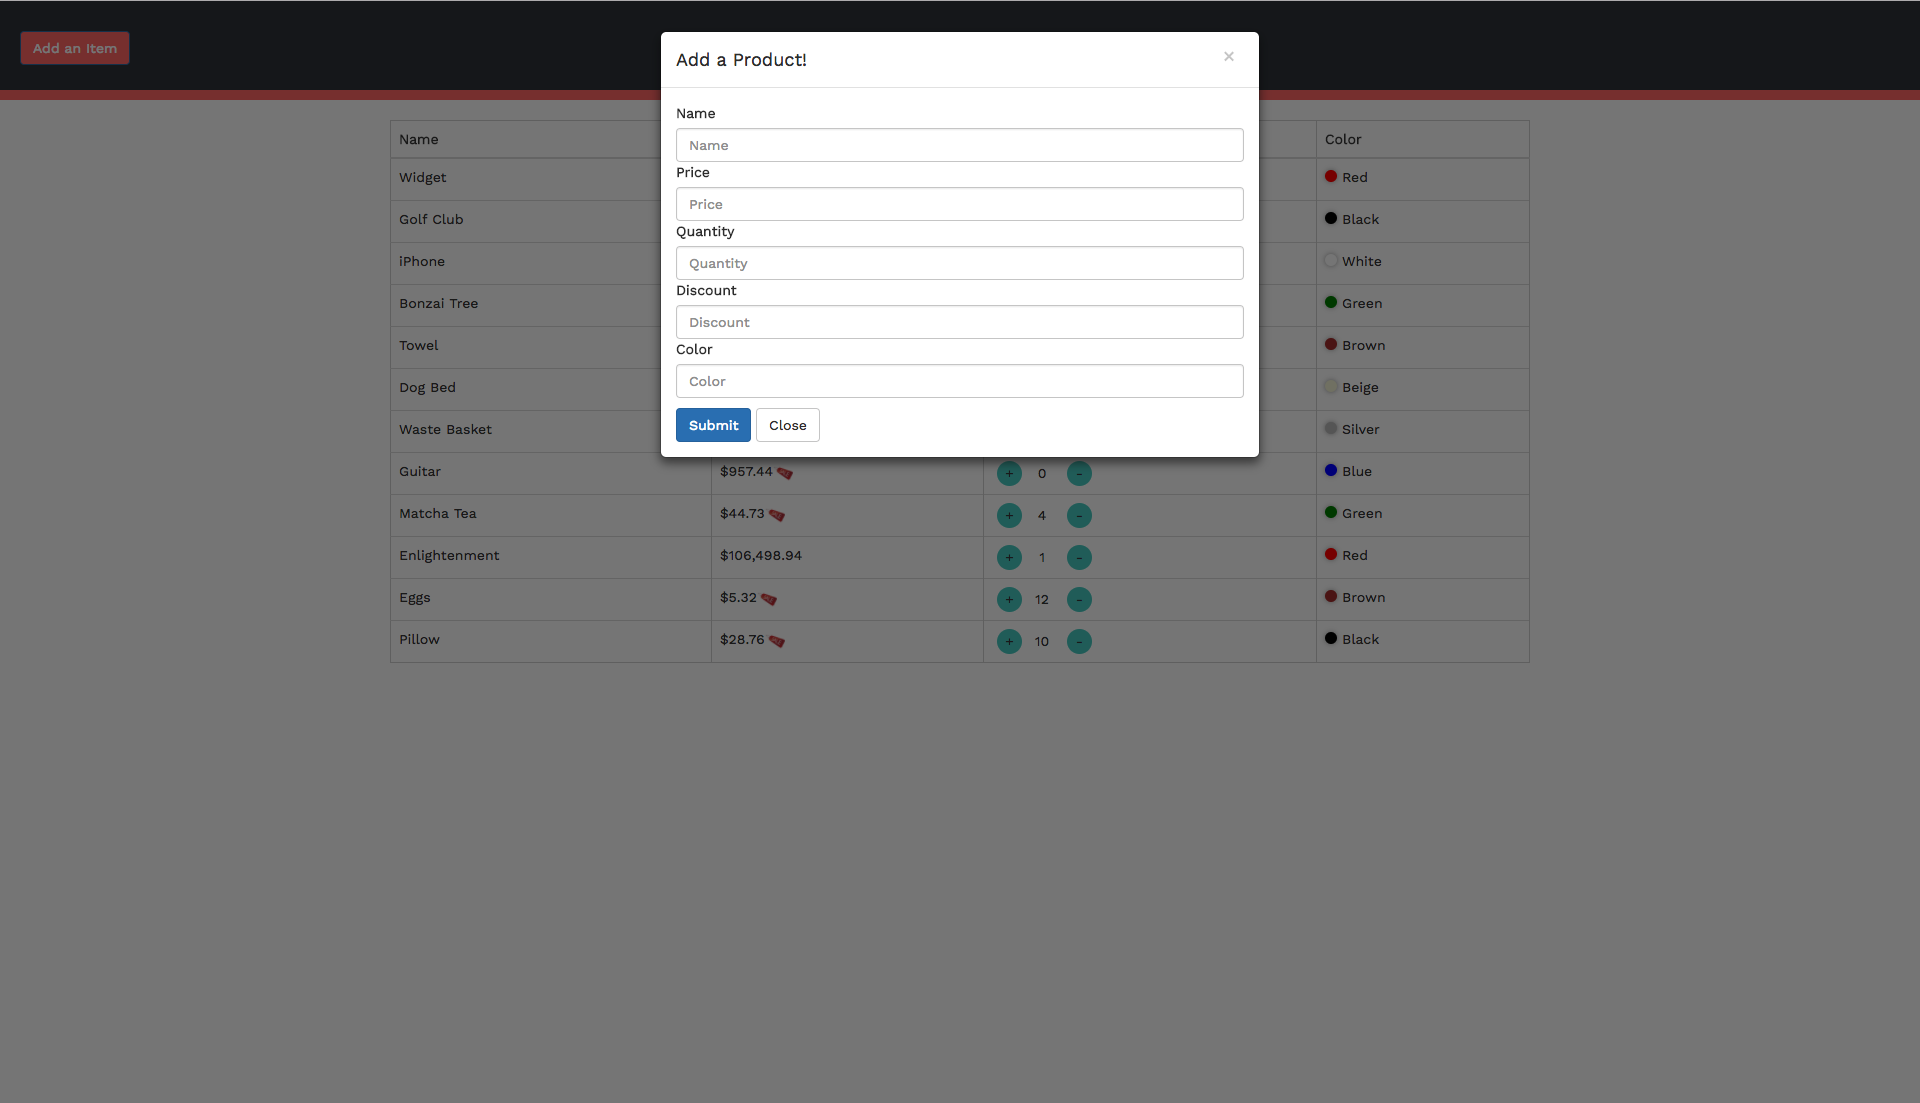 Add an Item
Add a Product! ×
Name
Name
Price
Price
Quantity
Quantity
Discount
Discount
Color
Color
Submit Close
Name Color
Widget Red
Golf Club Black
iPhone White
Bonzai Tree Green
Towel Brown
Dog Bed Beige
Waste Basket Silver
Guitar $957.44 + 0 - Blue
Matcha Tea $44.73 + 4 - Green
Enlightenment $106,498.94 + 1 - Red
Eggs $5.32 + 12 - Brown
Pillow $28.76 + 10 - Black